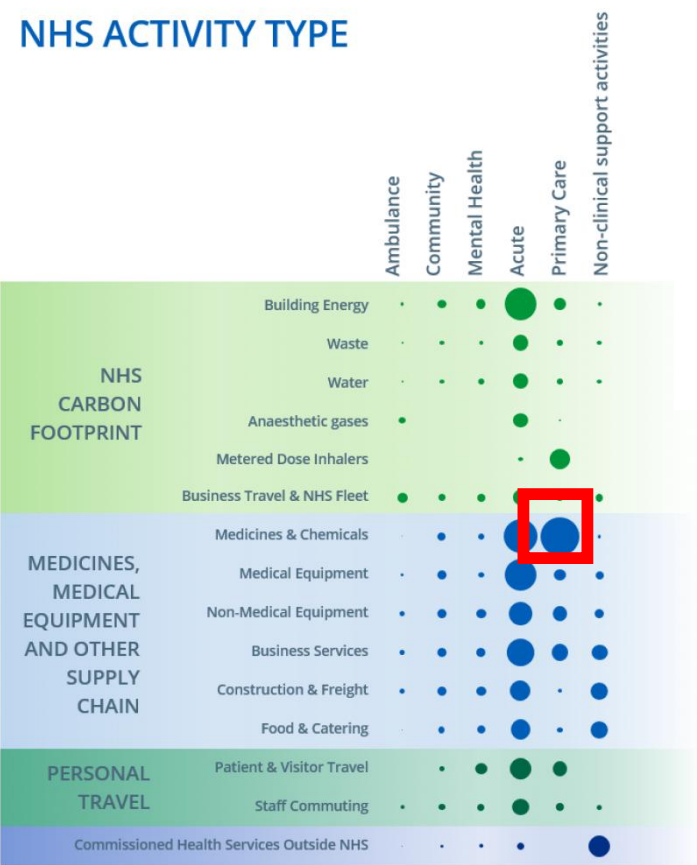 NHS ACTIVITY TYPE
Ambulance
Community
Mental Health
Acute
Primary Care
Non-clinical support activities
NHS
CARBON
FOOTPRINT
Building Energy
Waste
Water
Anaesthetic gases
Metered Dose Inhalers
Business Travel & NHS Fleet
MEDICINES,
MEDICAL
EQUIPMENT
AND OTHER
SUPPLY
CHAIN
Medicines & Chemicals
Medical Equipment
Non-Medical Equipment
Business Services
Construction & Freight
Food & Catering
PERSONAL
TRAVEL
Patient & Visitor Travel
Staff Commuting
Commissioned Health Services Outside NHS